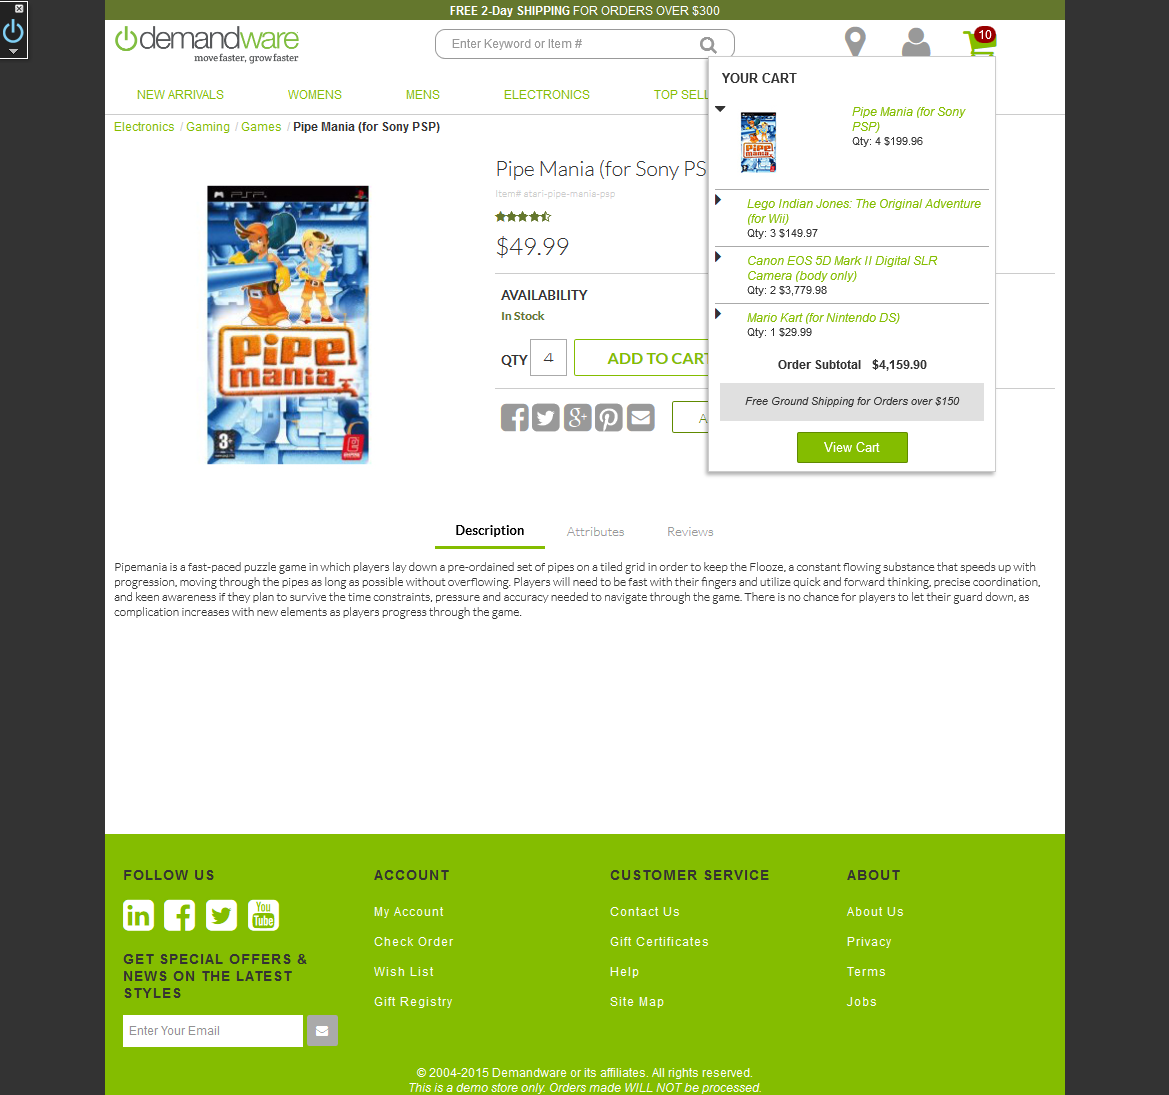 FREE 2-Day SHIPPING FOR ORDERS OVER $300
demandware
move faster, grow faster
Enter Keyword or Item #
10
NEW ARRIVALS
WOMENS
MENS
ELECTRONICS
TOP SELL
Electronics / Gaming / Games / Pipe Mania (for Sony PSP)
PSP
Pipe
mania
3+
Pipe Mania (for Sony PS
Item# atari-pipe-mania-psp
$49.99
AVAILABILITY
In Stock
QTY
4
ADD TO CART
A
YOUR CART
Pipe Mania (for Sony
PSP)
Qty: 4 $199.96
Lego Indian Jones: The Original Adventure
(for Wii)
Qty: 3 $149.97
Canon EOS 5D Mark II Digital SLR
Camera (body only)
Qty: 2 $3,779.98
Mario Kart (for Nintendo DS)
Qty: 1 $29.99
Order Subtotal $4,159.90
Free Ground Shipping for Orders over $150
View Cart
Description
Attributes
Reviews
Pipemania is a fast-paced puzzle game in which players lay down a pre-ordained set of pipes on a tiled grid in order to keep the Flooze, a constant flowing substance that speeds up with
progression, moving through the pipes as long as possible without overflowing. Players will need to be fast with their fingers and utilize quick and forward thinking, precise coordination,
and keen awareness if they plan to survive the time constraints, pressure and accuracy needed to navigate through the game. There is no chance for players to let their guard down, as
complication increases with new elements as players progress through the game.
FOLLOW US
in
You
Tube
GET SPECIAL OFFERS &
NEWS ON THE LATEST
STYLES
Enter Your Email
ACCOUNT
My Account
Check Order
Wish List
Gift Registry
CUSTOMER SERVICE
Contact Us
Gift Certificates
Help
Site Map
ABOUT
About Us
Privacy
Terms
Jobs
© 2004-2015 Demandware or its affiliates. All rights reserved.
This is a demo store only. Orders made WILL NOT be processed.